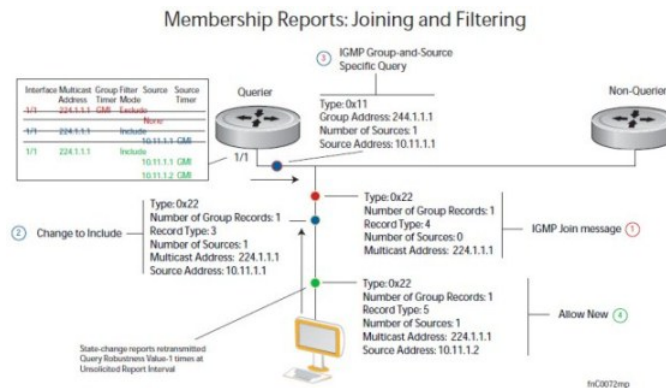 Membership Reports: Joining and Filtering
3 IGMP Group-and-Source
Specific Query
Interface Multicast Group Filter Source Source
Address Timer Mode Timer
1/1 224.1.1.1 GMI Exclude
None
1/1 224.1.1.1 Include
10.11.1.1 GMI
1/1 224.1.1.1 Include
10.11.1.1 GMI
10.11.1.2 GMI
Querier
1/1
Type: 0x11
Group Address: 244.1.1.1
Number of Sources: 1
Source Address: 10.11.1.1
Non-Querier
2 Change to Include
Type: 0x22
Number of Group Records: 1
Record Type: 3
Number of Sources: 1
Multicast Address: 224.1.1.1
Source Address: 10.11.1.1
Type: 0x22
Number of Group Records: 1
Record Type: 4
Number of Sources: 0
Multicast Address: 224.1.1.1
IGMP Join message 1
Type: 0x22
Number of Group Records: 1
Record Type: 5
Number of Sources: 1
Multicast Address: 224.1.1.1
Source Address: 10.11.1.2
Allow New 4
State-change reports retransmitted
Query Robustness Value-1 times at
Unsolicited Report Interval
fnC0072mp